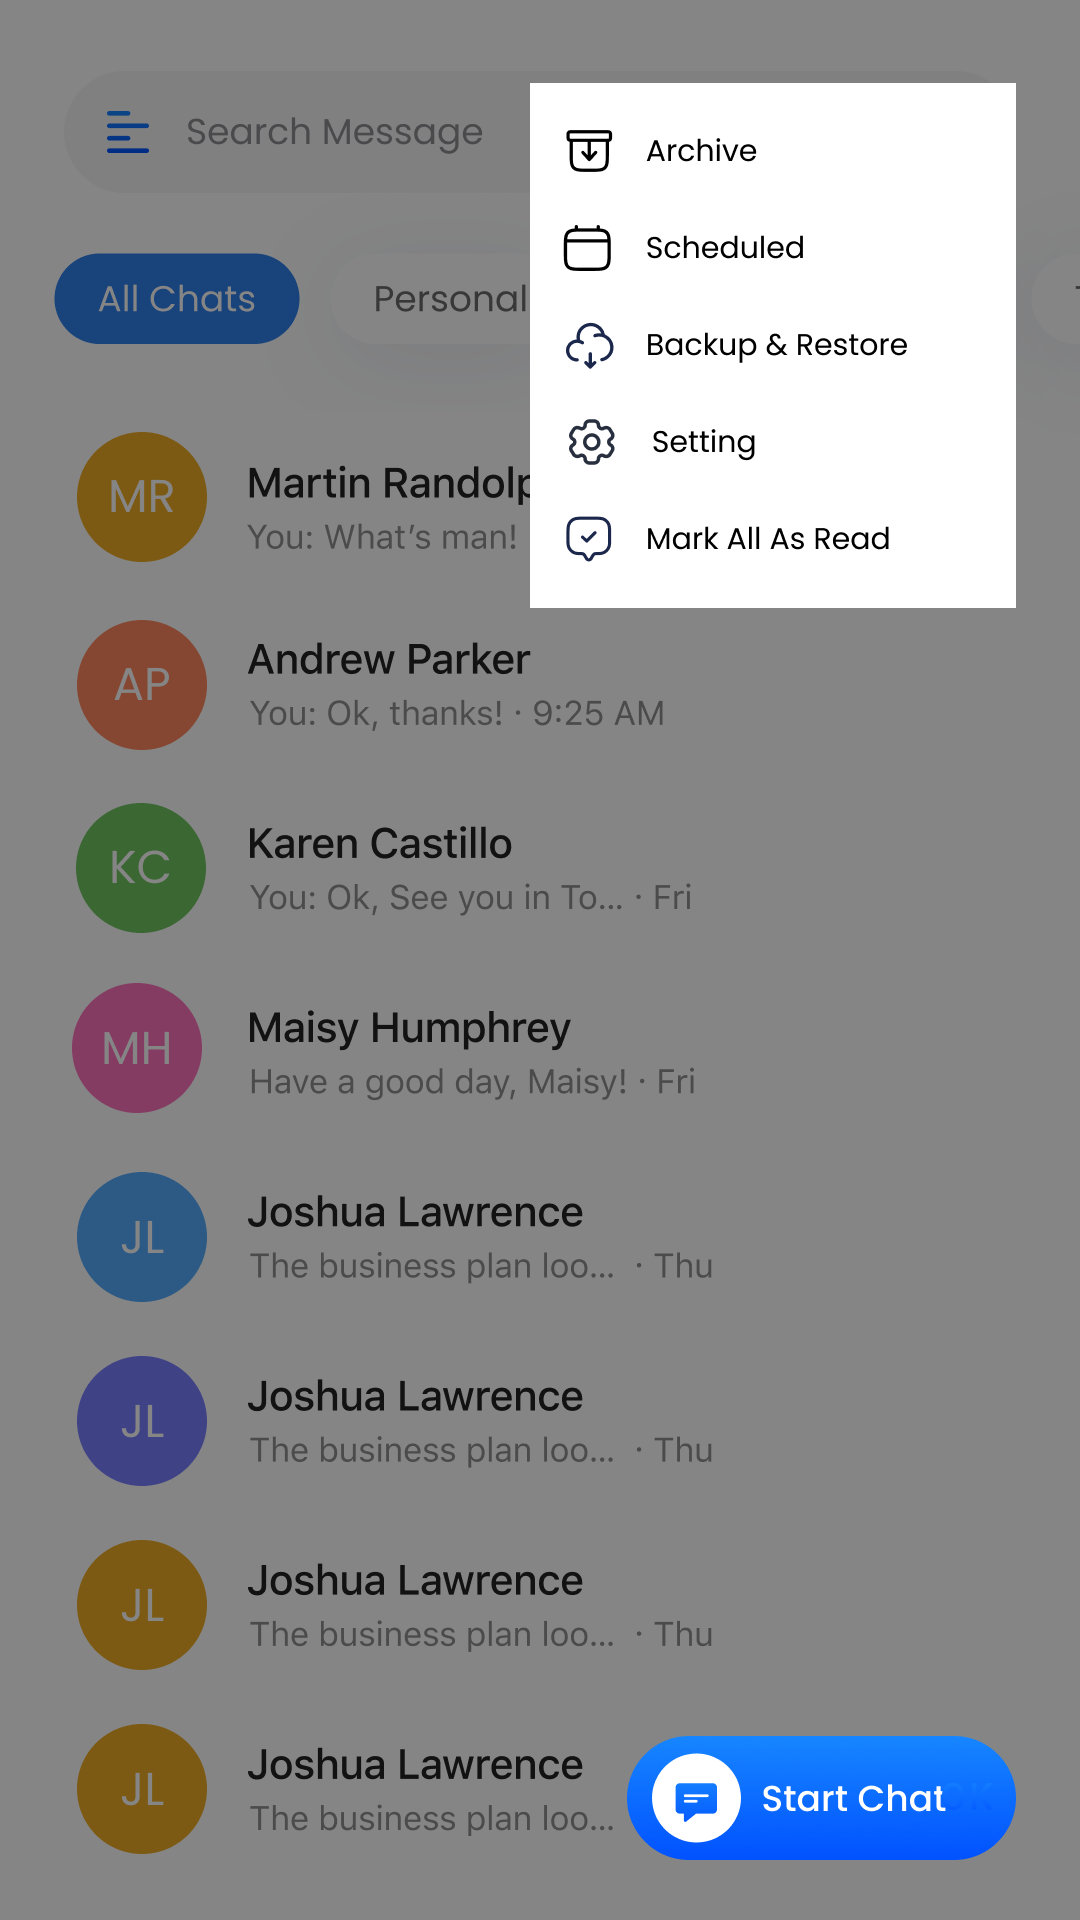 Search Message
Archive
Scheduled
All Chats
Personal
Backup & Restore
Setting
MR
Martin Randolp
You: What's man!
Mark All As Read
AP
Andrew Parker
You: Ok, thanks! · 9:25 AM
KC
Karen Castillo
You: Ok, See you in To... · Fri
MH
Maisy Humphrey
Have a good day, Maisy! · Fri
JL
Joshua Lawrence
The business plan loo... · Thu
JL
Joshua Lawrence
The business plan loo... · Thu
JL
Joshua Lawrence
The business plan loo... · Thu
JL
Joshua Lawrence
The business plan loo...
Start Chat